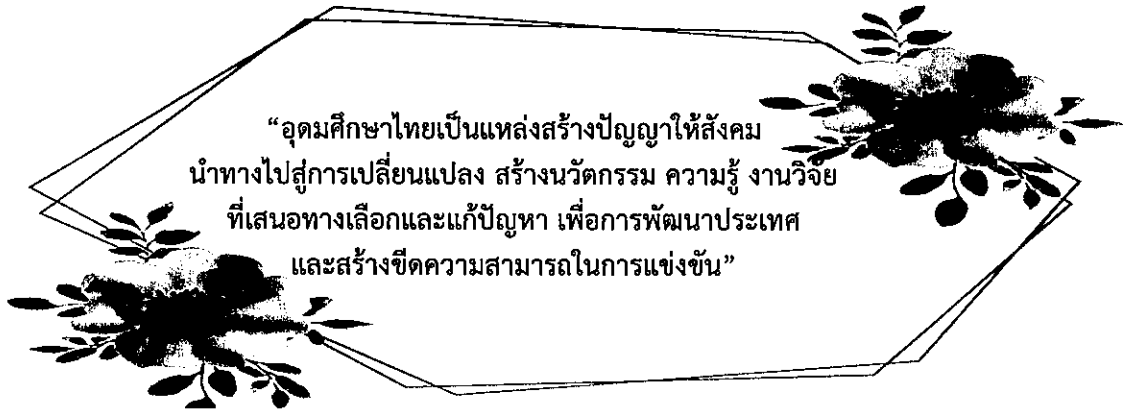 “อุดมศึกษาไทยเป็นแหล่งสร้างปัญญาให้สังคม
นำทางไปสู่การเปลี่ยนแปลง สร้างนวัตกรรม ความรู้ งานวิจัย
ที่เสนอทางเลือกและแก้ปัญหา เพื่อการพัฒนาประเทศ
และสร้างขีดความสามารถในการแข่งขัน”